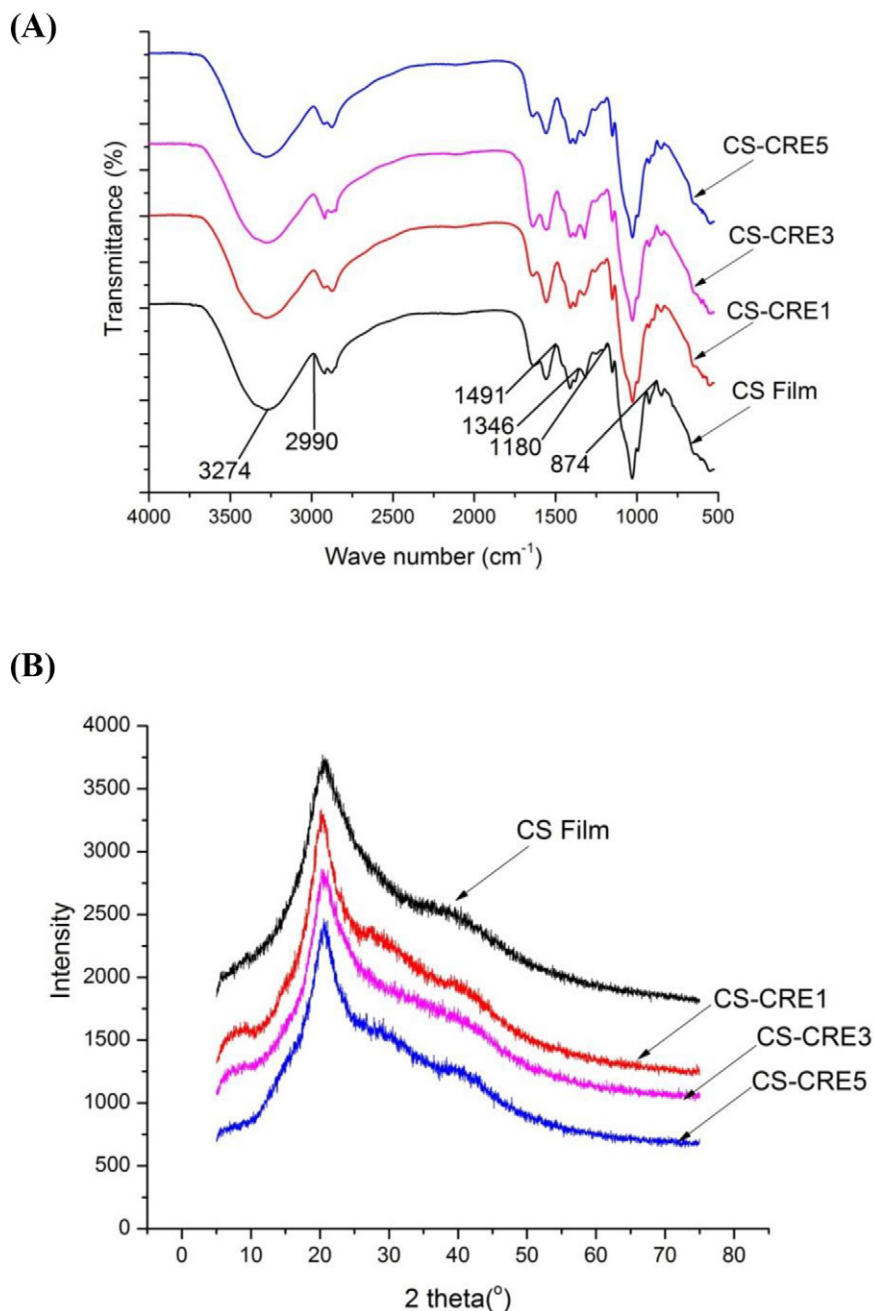 (A)
Transmittance (%)
CS-CRE5
CS-CRE3
CS-CRE1
CS Film
1491
1346
1180
874
2990
3274
4000 3500 3000 2500 2000 1500 1000 500
Wave number (cm⁻¹)
(B)
4000
3500
3000
2500
2000
1500
1000
500
0
Intensity
CS Film
CS-CRE1
CS-CRE3
CS-CRE5
0 10 20 30 40 50 60 70 80
2 theta(°)